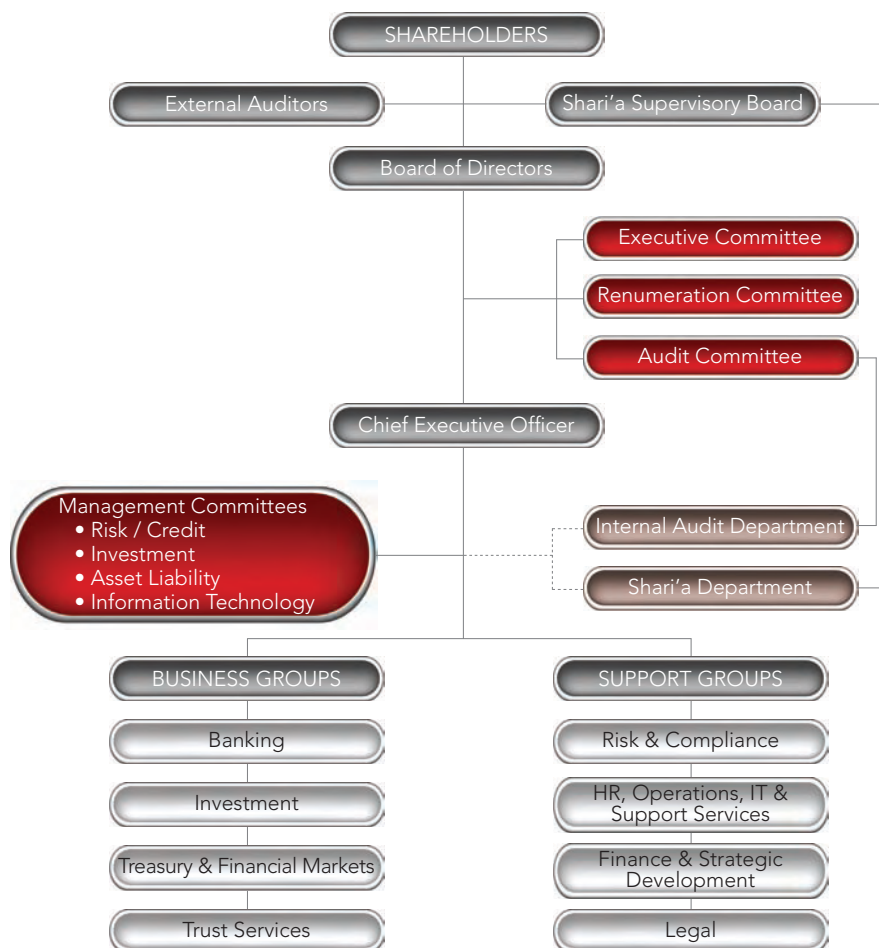 SHAREHOLDERS
External Auditors
Shari'a Supervisory Board
Board of Directors
Executive Committee
Renumeration Committee
Audit Committee
Chief Executive Officer
Management Committees
• Risk / Credit
• Investment
• Asset Liability
• Information Technology
Internal Audit Department
Shari'a Department
BUSINESS GROUPS
SUPPORT GROUPS
Banking
Risk & Compliance
Investment
HR, Operations, IT &
Support Services
Treasury & Financial Markets
Finance & Strategic
Development
Trust Services
Legal